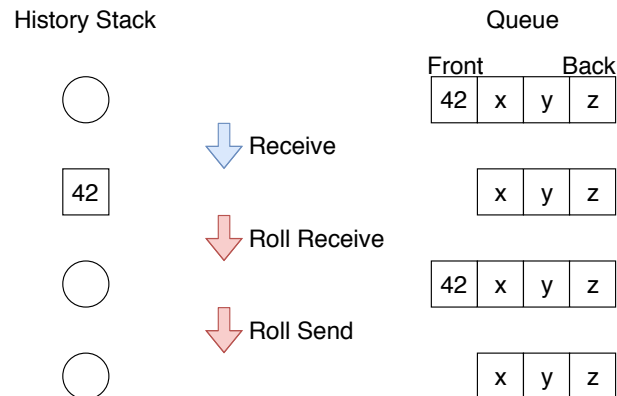 History Stack Queue
Front Back
42 x y z
Receive
42 x y z
Roll Receive
42 x y z
Roll Send
x y z